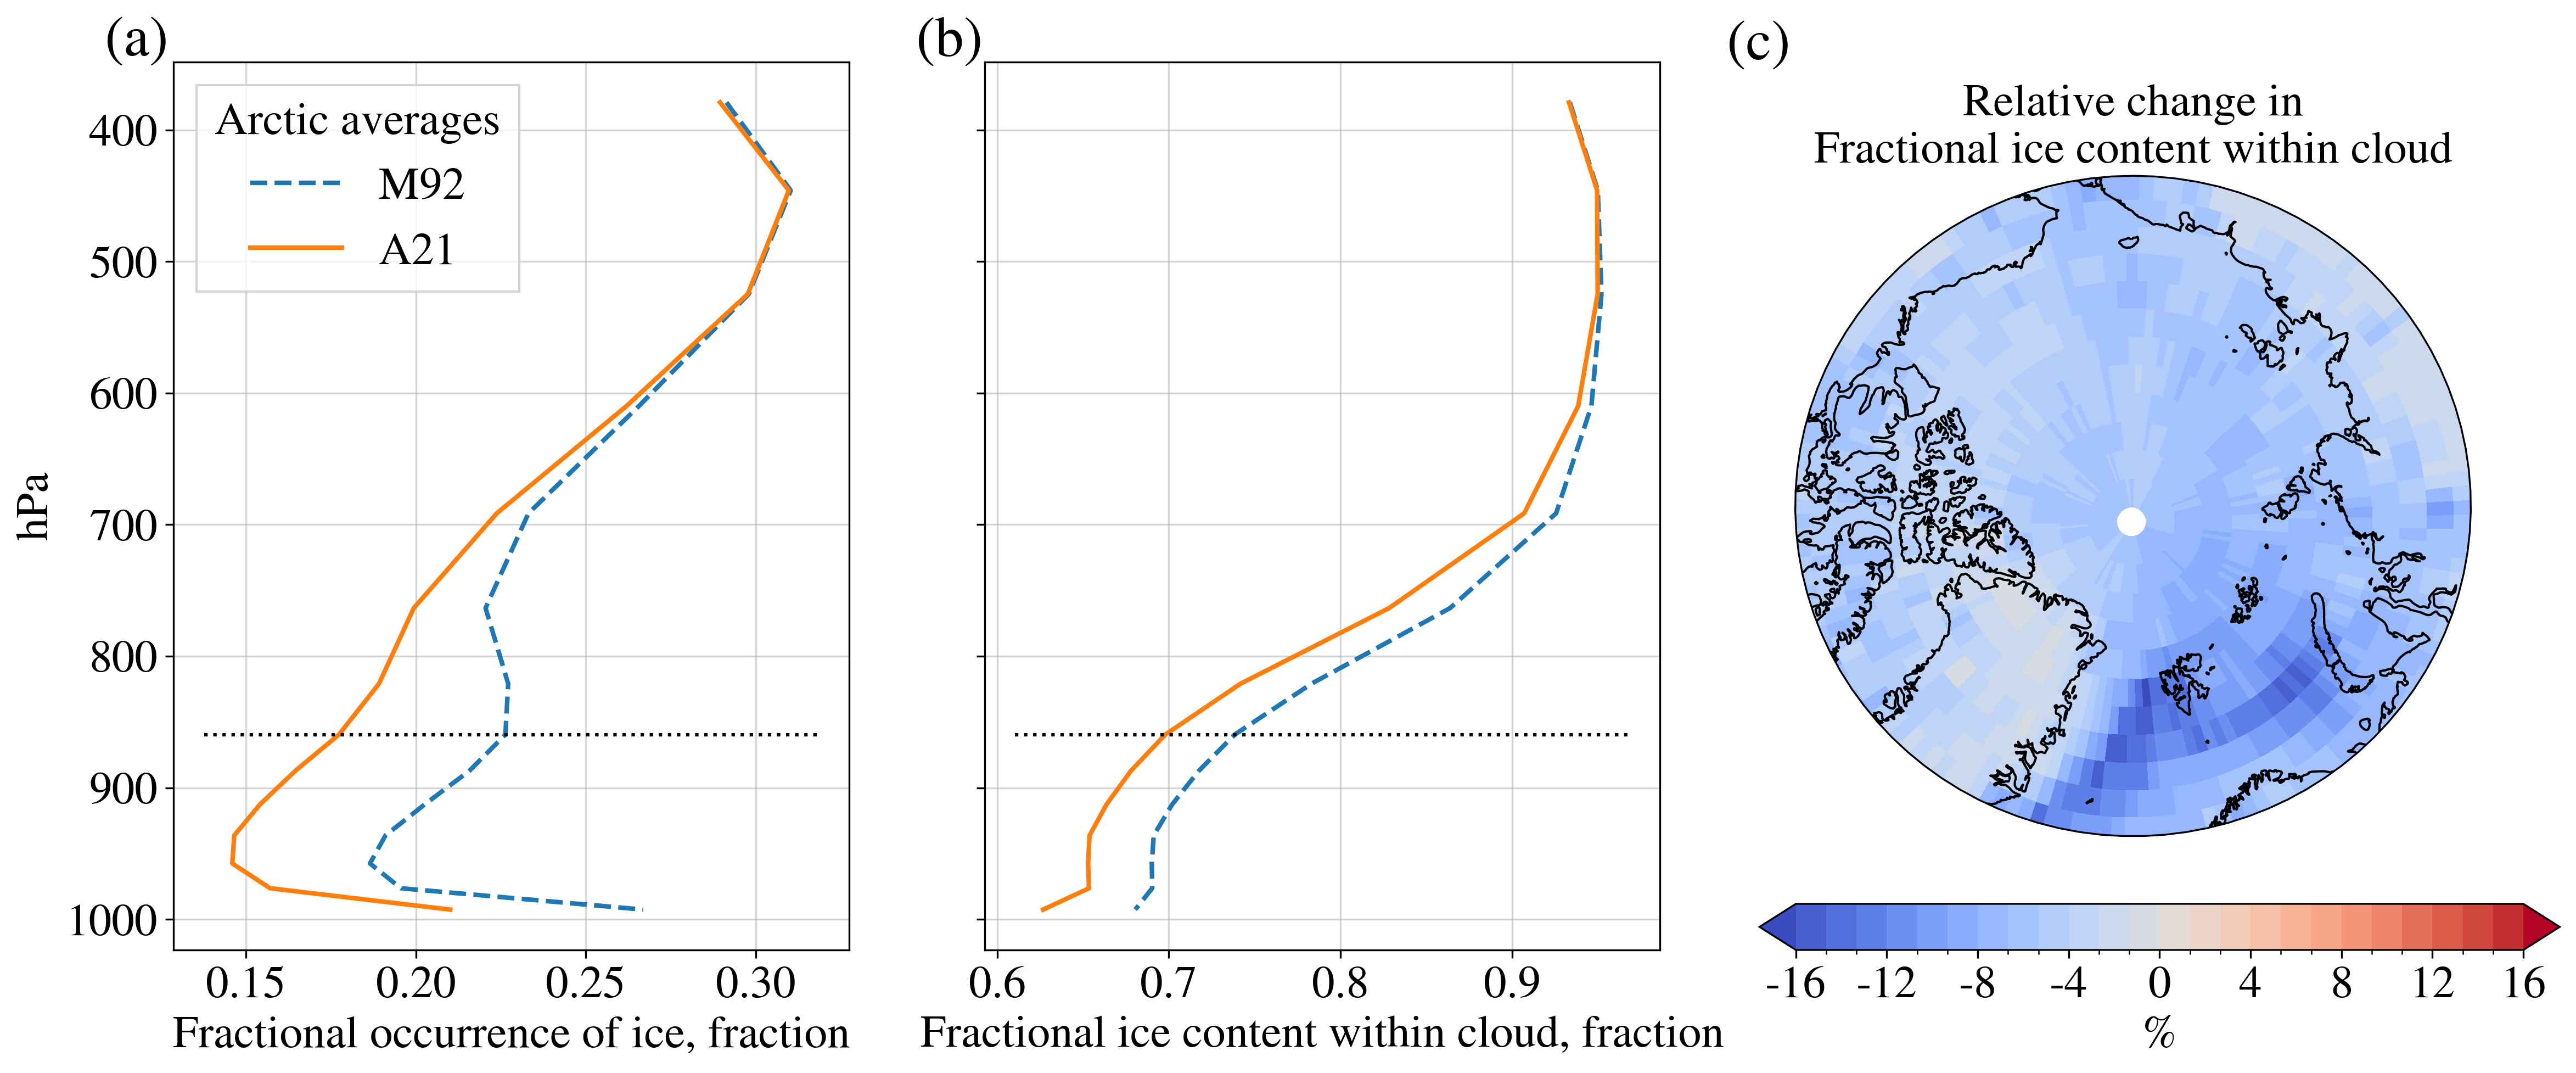 (a)
Arctic averages
M92
A21
hPa
400
500
600
700
800
900
1000
0.15 0.20 0.25 0.30
Fractional occurrence of ice, fraction
(b)
0.6 0.7 0.8 0.9
Fractional ice content within cloud, fraction
(c)
Relative change in
Fractional ice content within cloud
-16 -12 -8 -4 0 4 8 12 16
%